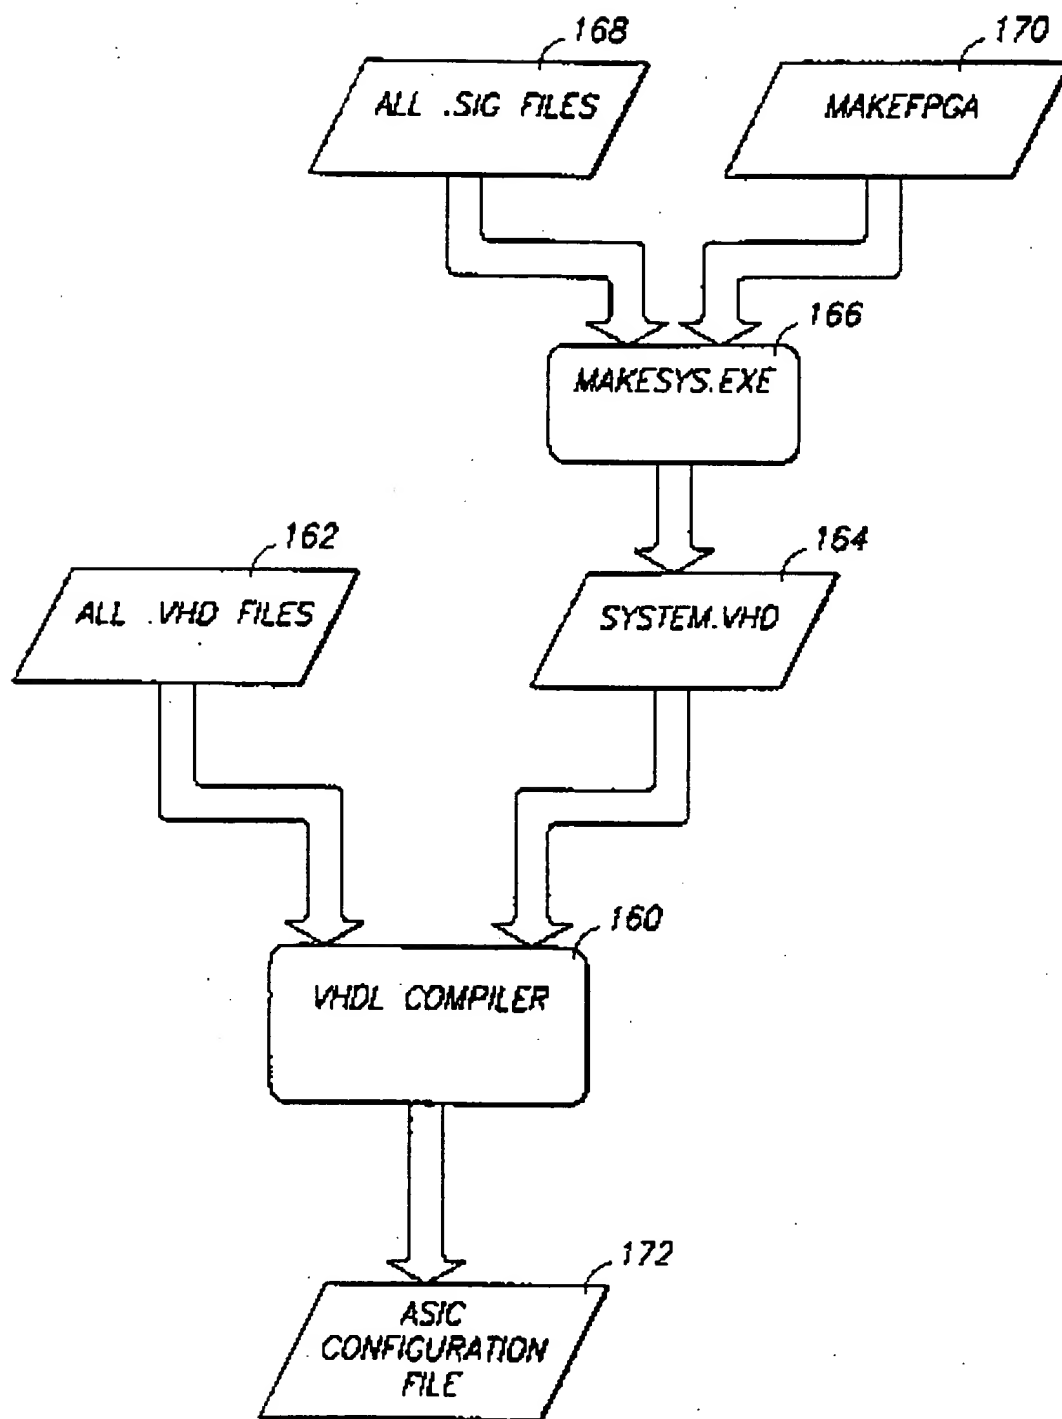 168
170
ALL .SIG FILES
MAKEFPGA
166
MAKESYS.EXE
162
164
ALL .VHD FILES
SYSTEM.VHD
160
VHDL COMPILER
172
ASIC
CONFIGURATION
FILE